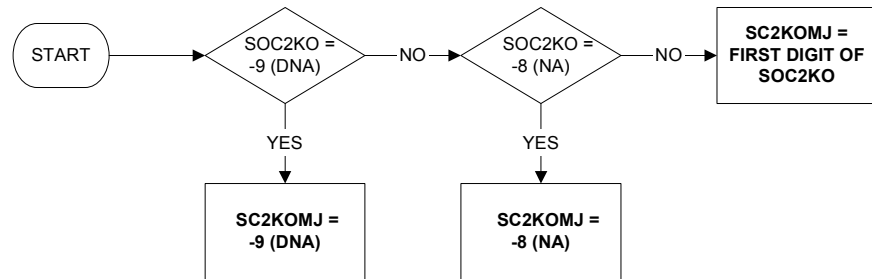 START
SOC2KO =
-9 (DNA)
NO
SOC2KO =
-8 (NA)
NO
SC2KOMJ =
FIRST DIGIT OF
SOC2KO
YES
YES
SC2KOMJ =
-9 (DNA)
SC2KOMJ =
-8 (NA)